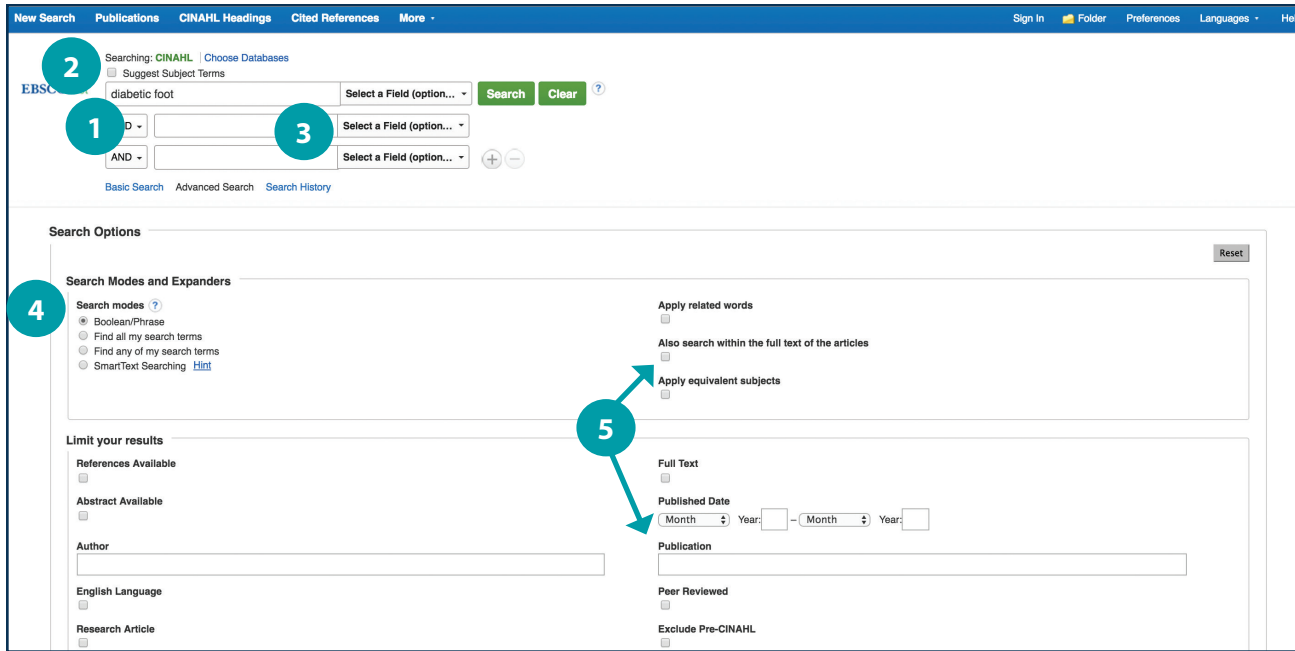 New Search Publications CINAHL Headings Cited References More Sign In Folder Preferences Languages
2
Searching: CINAHL Choose Databases
Suggest Subject Terms
EBSC
diabetic foot Select a Field (option... Search Clear ?
1
D 3 Select a Field (option...
AND Select a Field (option... + −
Basic Search Advanced Search Search History
Search Options
Reset
Search Modes and Expanders
4
Search modes ?
Boolean/Phrase
Find all my search terms
Find any of my search terms
SmartText Searching Hint
Apply related words
Also search within the full text of the articles
Apply equivalent subjects
5
Limit your results
References Available
Full Text
Abstract Available
Published Date
Month Year: – Month Year:
Author
Publication
English Language
Peer Reviewed
Research Article
Exclude Pre-CINAHL